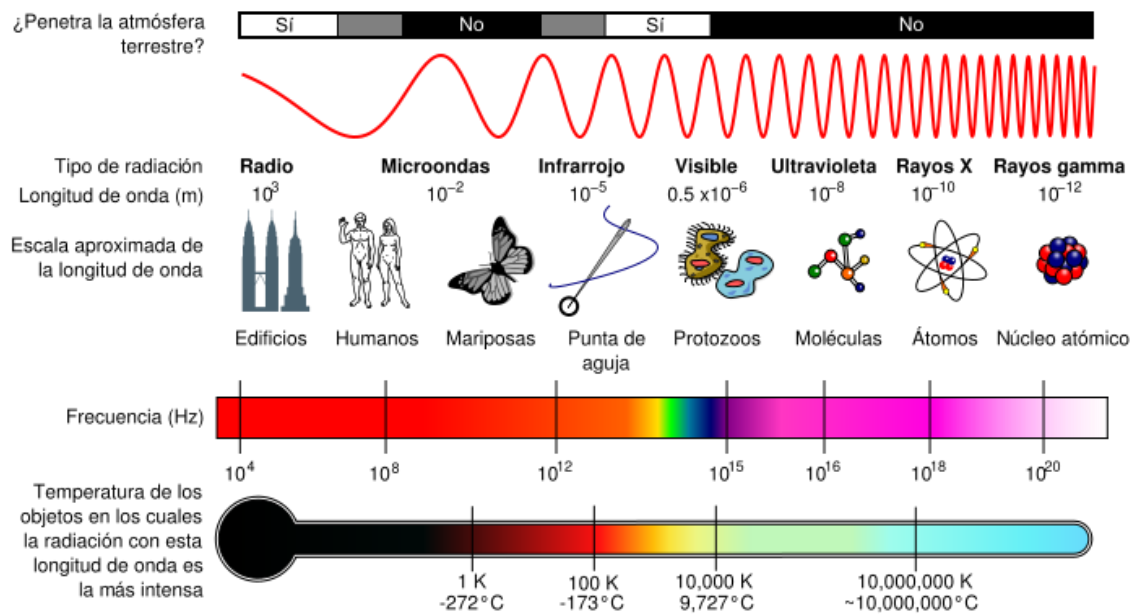 ¿Penetra la atmósfera
terrestre?
Sí
No
Sí
No
Tipo de radiación
Radio
Microondas
Infrarrojo
Visible
Ultravioleta
Rayos X
Rayos gamma
Longitud de onda (m)
10³
10⁻²
10⁻⁵
0.5 x10⁻⁶
10⁻⁸
10⁻¹⁰
10⁻¹²
Escala aproximada de
la longitud de onda
Edificios
Humanos
Mariposas
Punta de
aguja
Protozoos
Moléculas
Átomos
Núcleo atómico
Frecuencia (Hz)
10⁴
10⁸
10¹²
10¹⁵
10¹⁶
10¹⁸
10²⁰
Temperatura de los
objetos en los cuales
la radiación con esta
longitud de onda es
la más intensa
1 K
-272°C
100 K
-173°C
10,000 K
9,727°C
10,000,000 K
~10,000,000°C